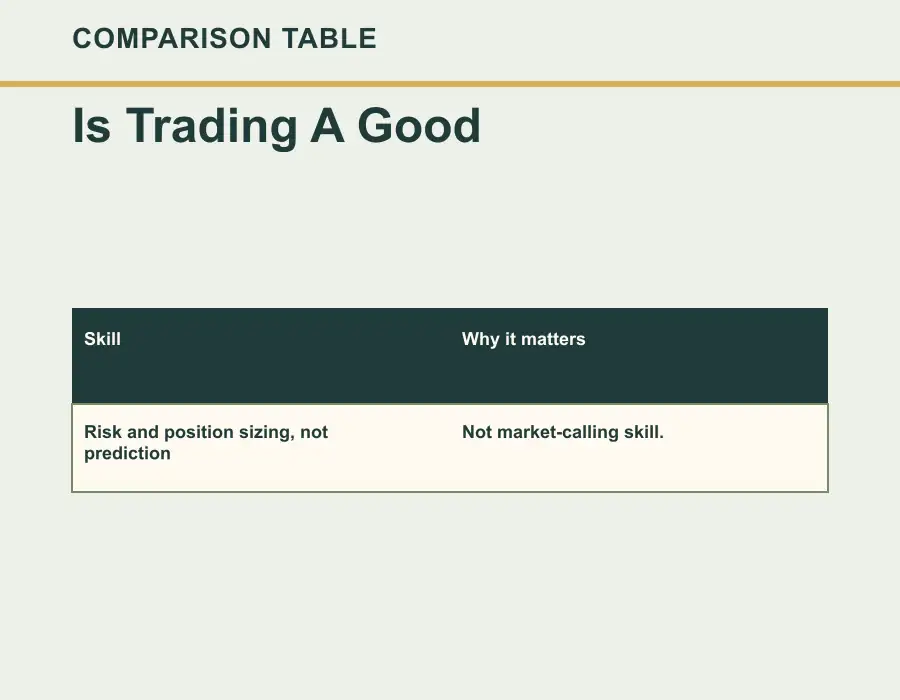 COMPARISON TABLE
Is Trading A Good
Skill
Why it matters
Risk and position sizing, not
prediction
Not market-calling skill.